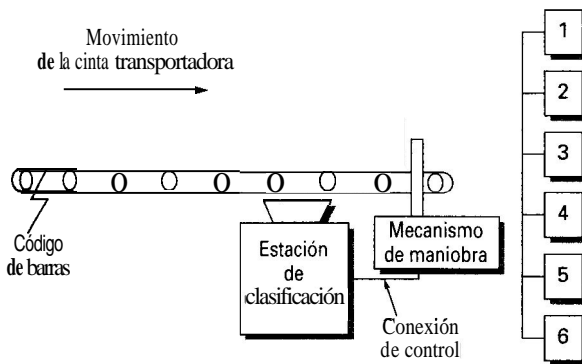 Movimiento
de la cinta transportadora
Código
de barras
Estación
de
clasificación
Mecanismo
de maniobra
Conexión
de control
1
2
3
4
5
6